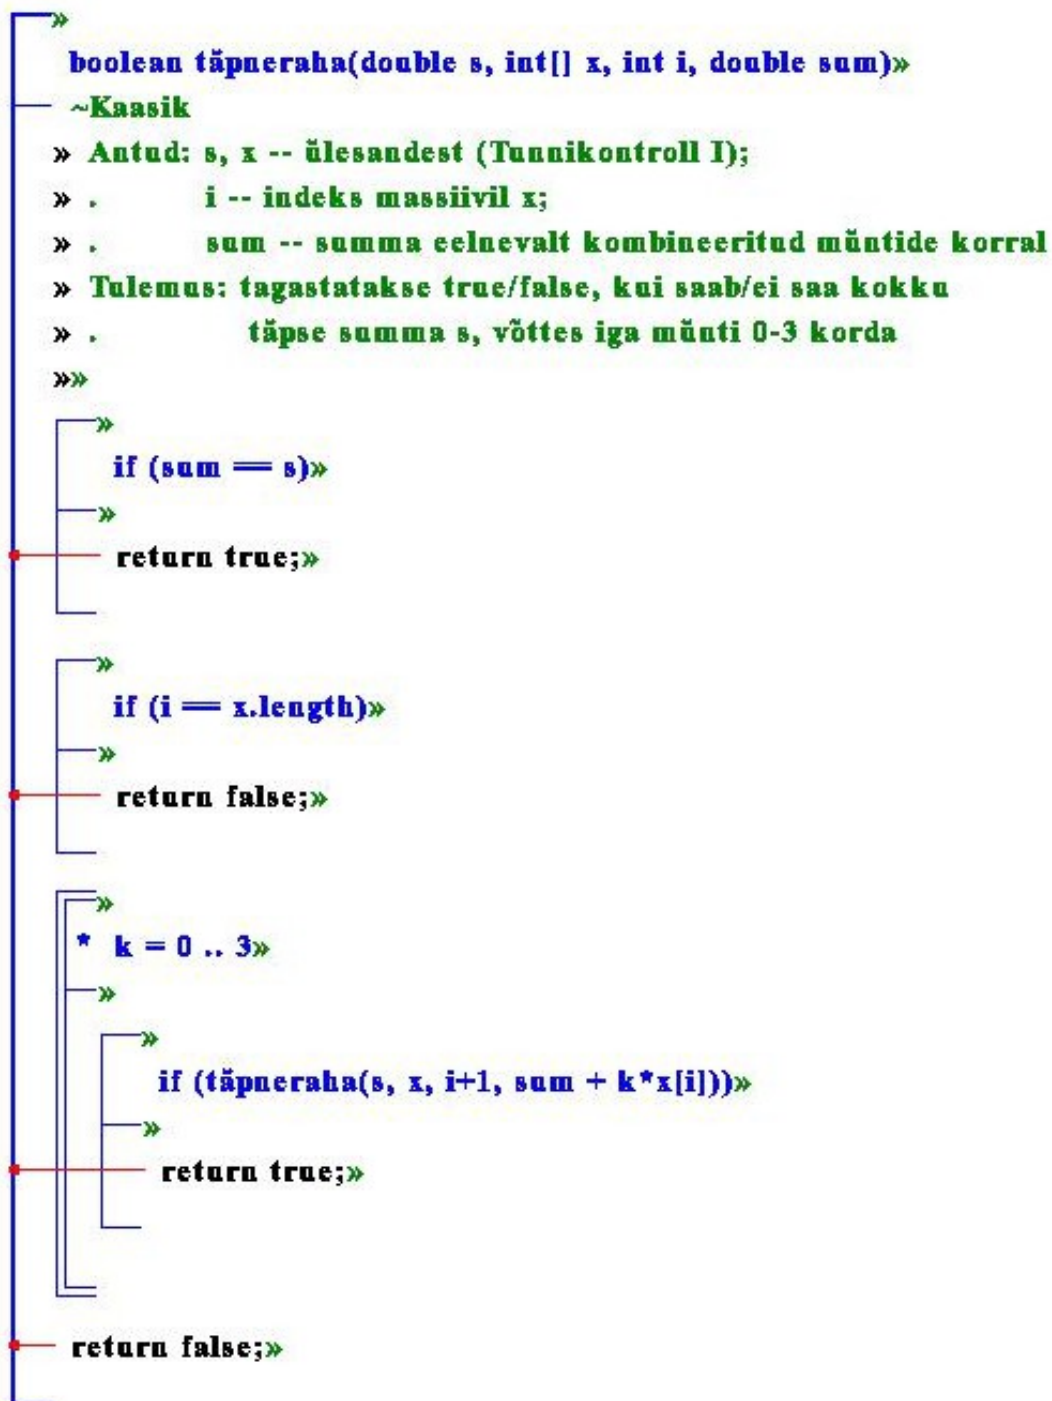 »
boolean täpneraha(double s, int[] x, int i, double sum)»
~Kaasik
» Antud: s, x -- ülesandest (Tunnikontroll I);
» . i -- indeks massiivil x;
» . sum -- summa eelnevalt kombineeritud müntide korral
» Tulemus: tagastatakse true/false, kui saab/ei saa kokku
» . täpse summa s, võttes iga münti 0-3 korda
»»
»
if (sum == s)»
»
return true;»
»
if (i == x.length)»
»
return false;»
»
* k = 0 .. 3»
»
»
if (täpneraha(s, x, i+1, sum + k*x[i]))»
»
return true;»
return false;»